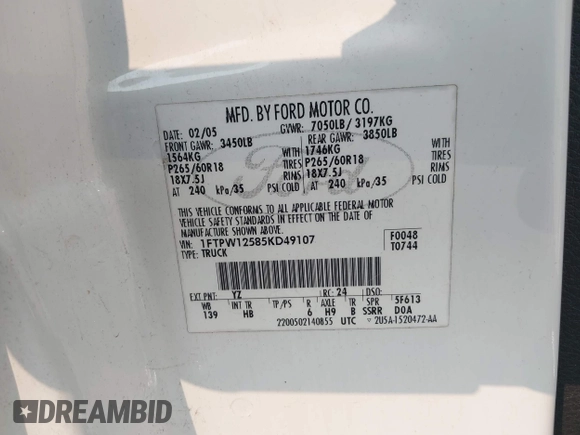 MFD. BY FORD MOTOR CO.
DATE: 02/05 GVWR: 7050LB/ 3197KG
FRONT GAWR: 3450LB REAR GAWR: 3850LB
1564KG WITH 1746KG WITH
P265/60R18 TIRES P265/60R18 TIRES
18X7.5J RIMS 18X7.5J RIMS
AT 240 kPa/35 PSI COLD AT 240 kPa/35 PSI COLD
Ford
THIS VEHICLE CONFORMS TO ALL APPLICABLE FEDERAL MOTOR
VEHICLE SAFETY STANDARDS IN EFFECT ON THE DATE OF
MANUFACTURE SHOWN ABOVE.
VIN: 1FTPW12585KD49107 F0048
TYPE: TRUCK T0744
EXT PNT: YZ RC: 24 DSO:
WB INT TR TP/PS R AXLE TR SPR 5F613
139 HB 6 H9 B SSRR DOA
2200502140855 UTC 2U5A-1520472-AA
DREAMBID